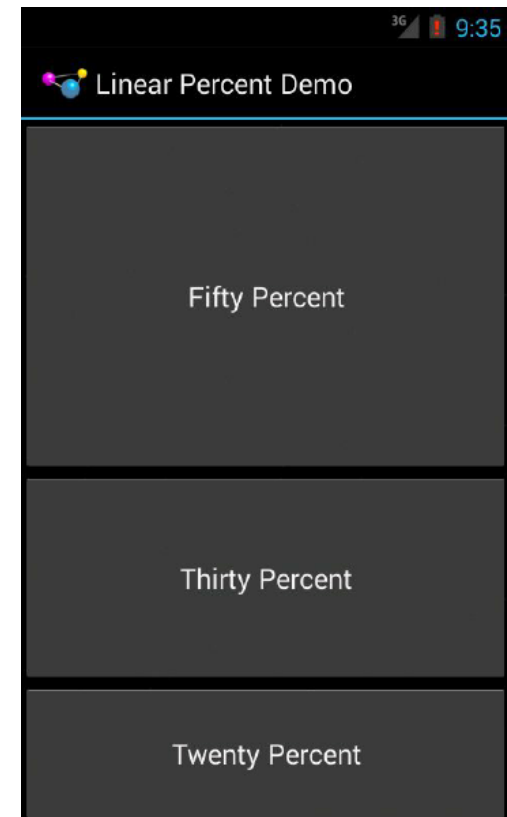 3G 9:35
Linear Percent Demo
Fifty Percent
Thirty Percent
Twenty Percent